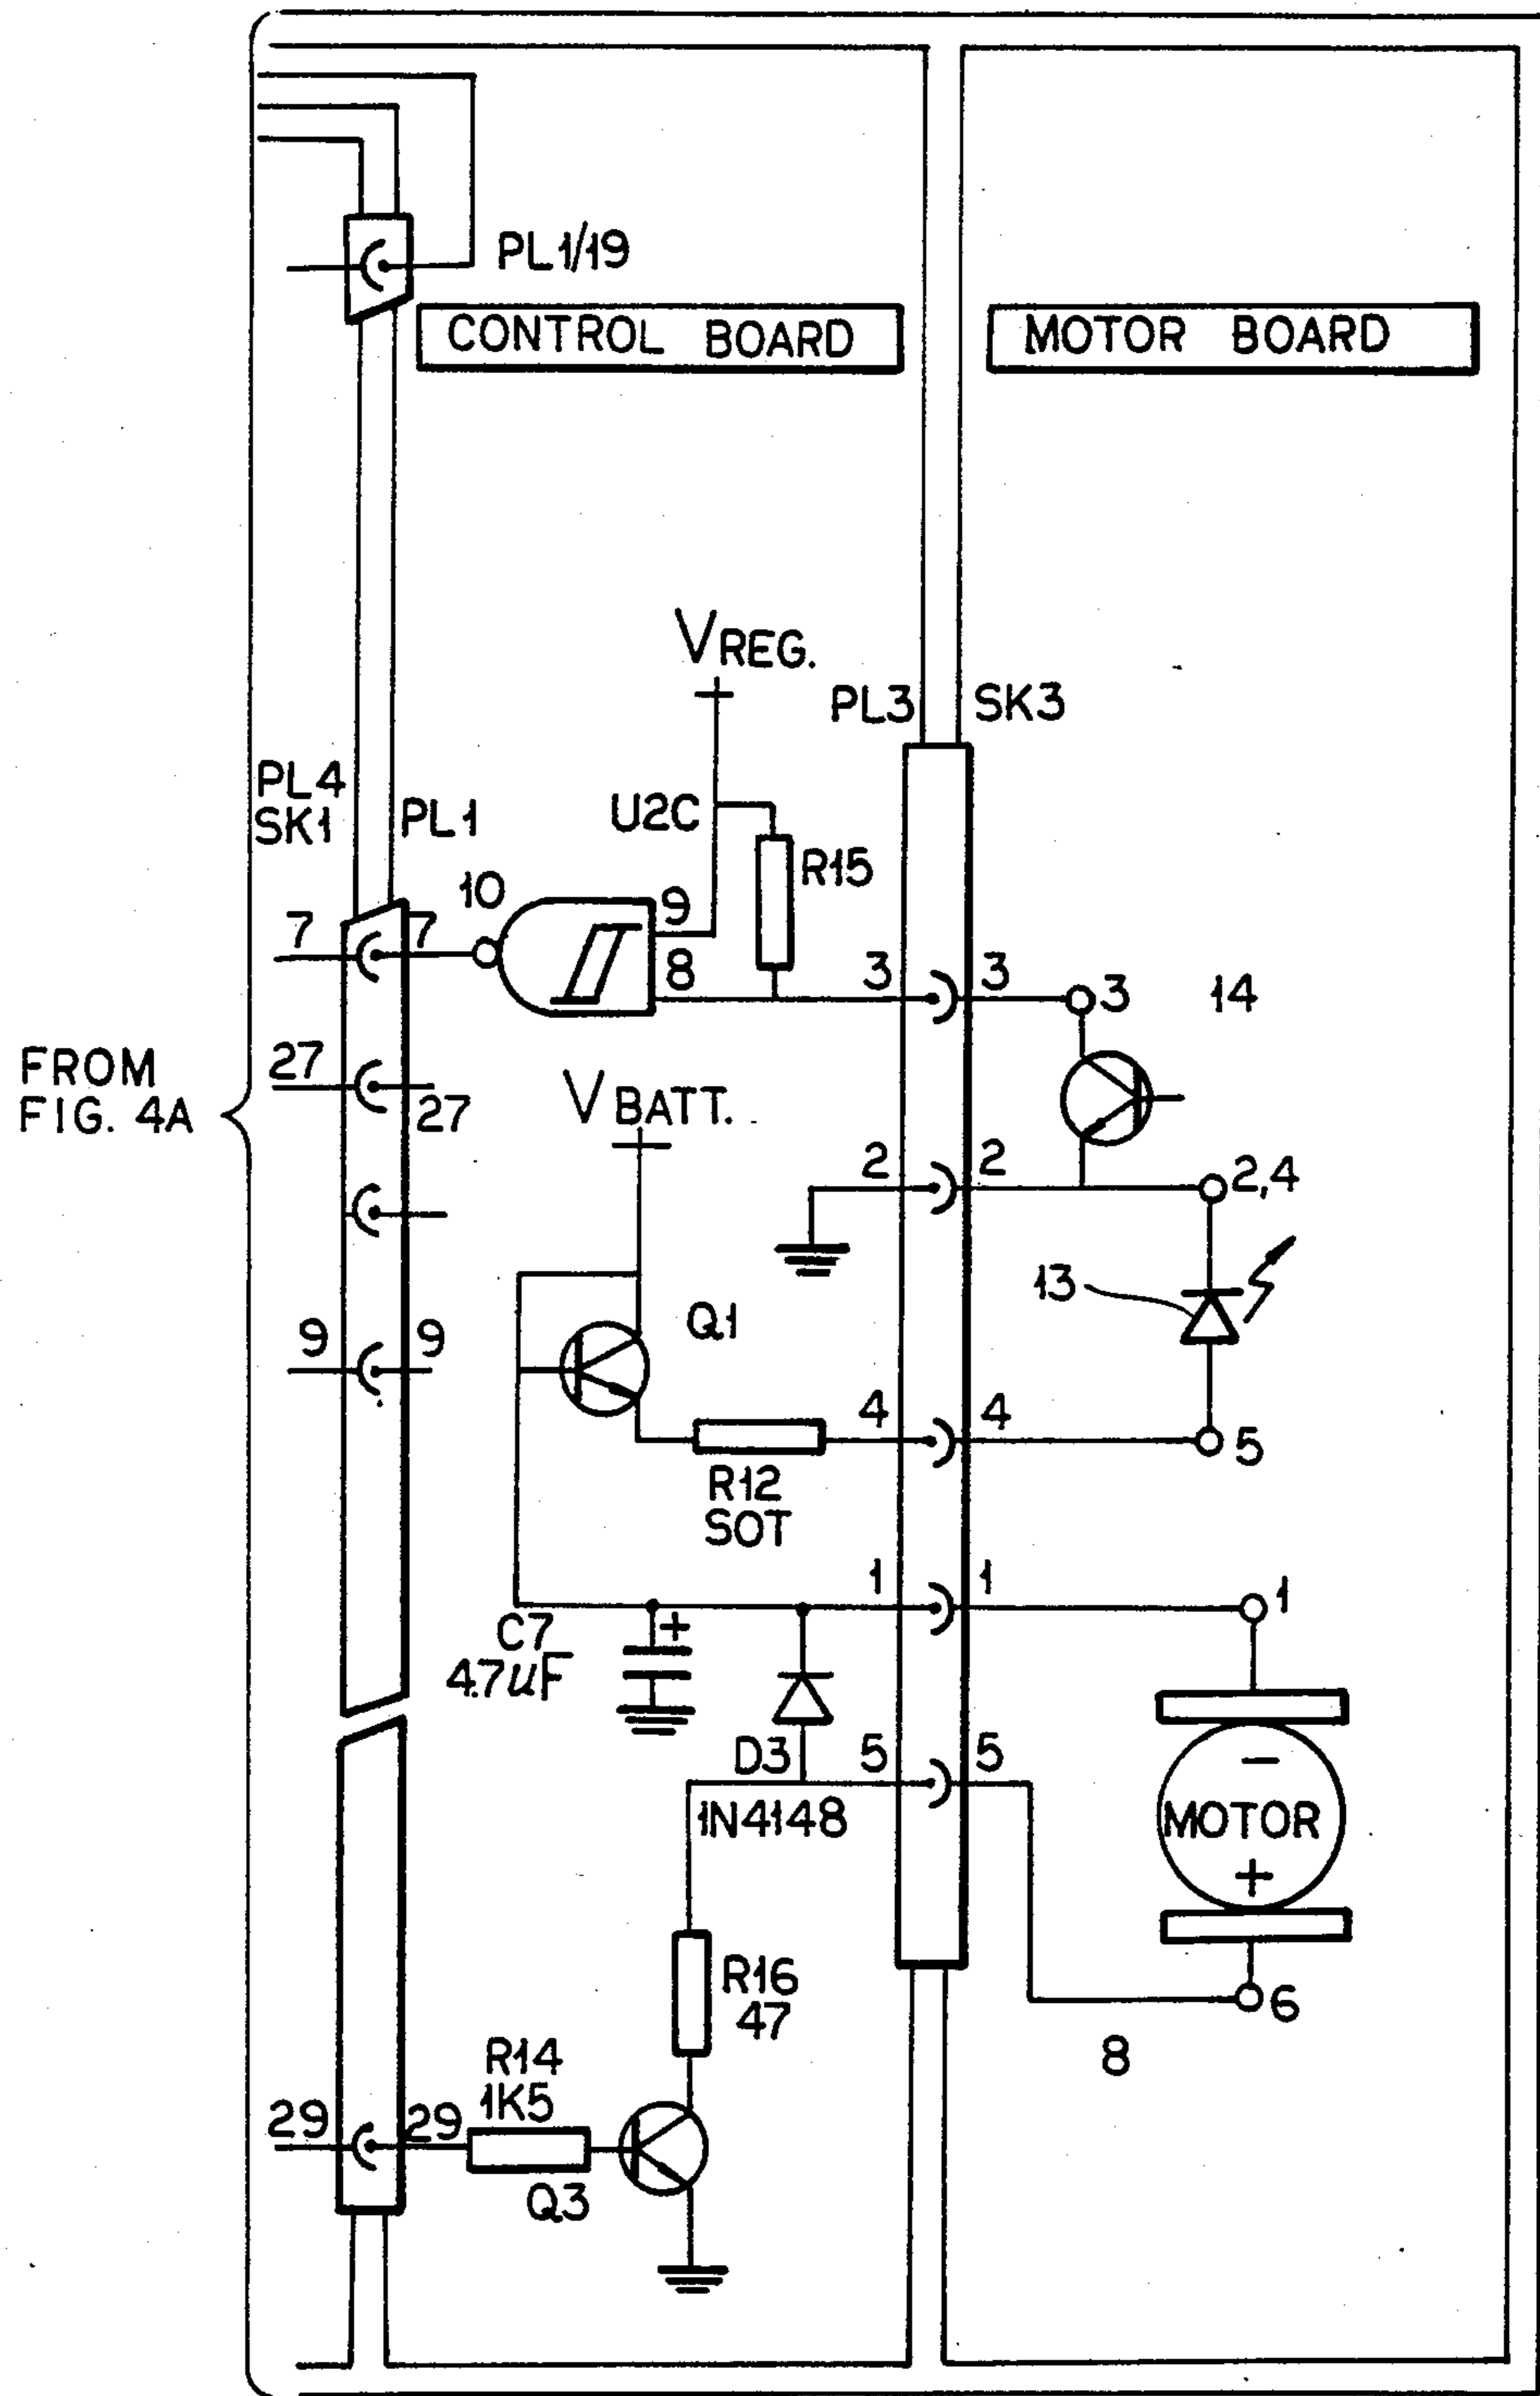 PL1/19
CONTROL BOARD
MOTOR BOARD
VREG.
PL3
SK3
PL4
SK1
PL1
U2C
R15
10
9
8
7
7
3
3
3
14
FROM
FIG. 4A
27
27
VBATT.
2
2
2,4
13
Q1
9
9
4
4
5
R12
SOT
1
1
1
C7
4.7uF
+
D3
1N4148
5
5
−
MOTOR
+
R16
47
6
8
R14
1K5
29
29
Q3